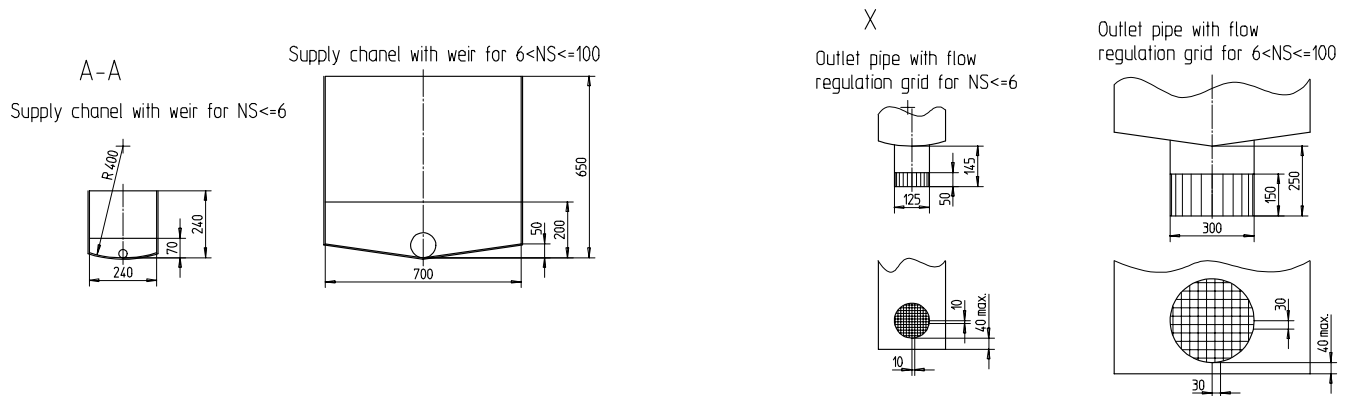 A-A
Supply chanel with weir for NS<=6
R 400
240
70
240
Supply chanel with weir for 6<NS<=100
650
200
50
700
X
Outlet pipe with flow
regulation grid for NS<=6
145
50
125
10
40 max.
10
Outlet pipe with flow
regulation grid for 6<NS<=100
250
150
300
30
40 max.
30